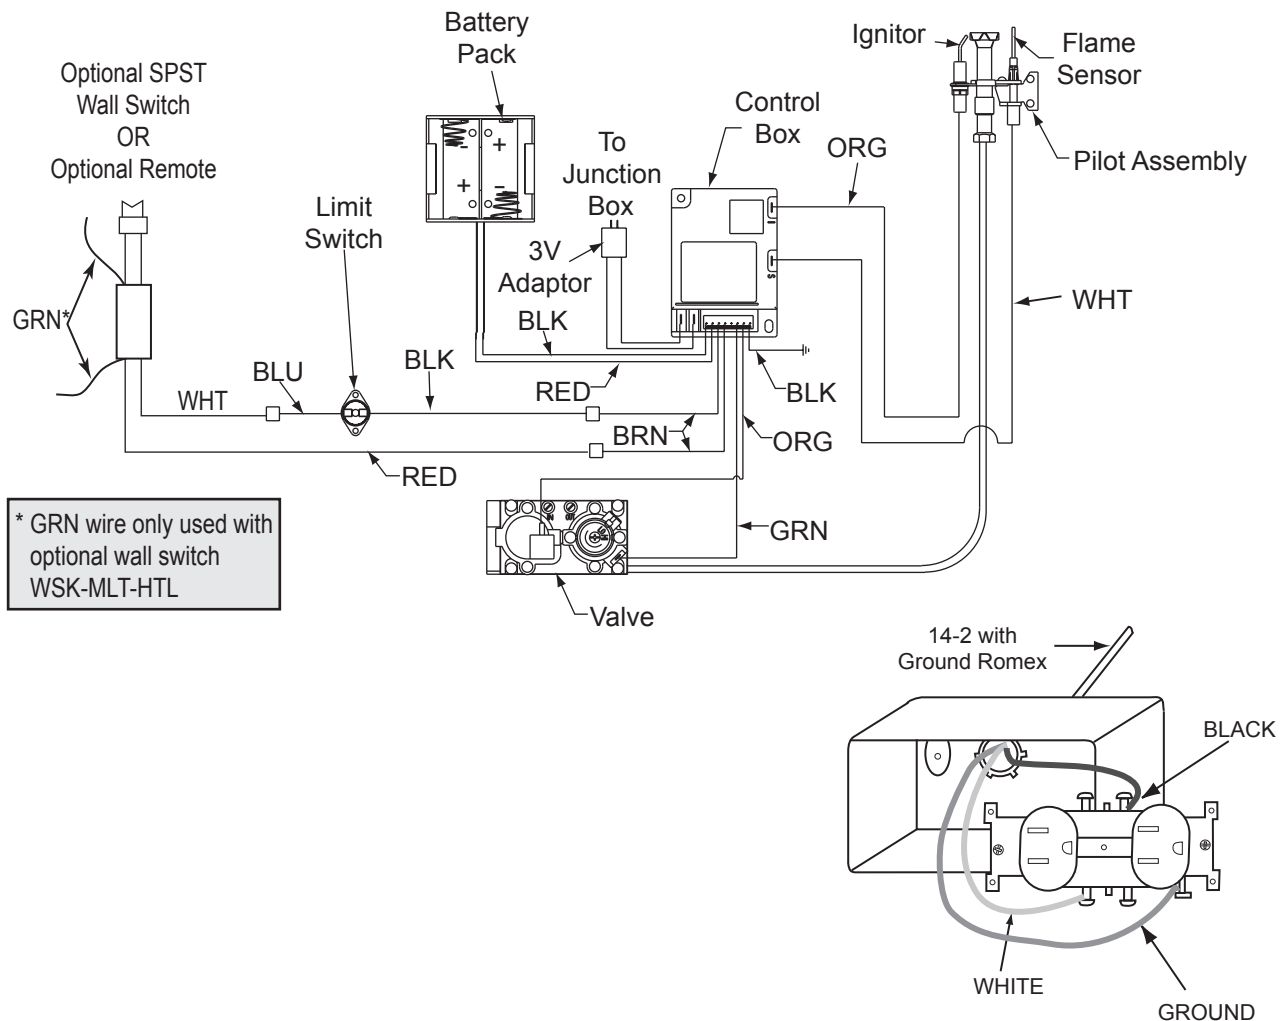 Battery
Pack
Ignitor
Flame
Sensor
Optional SPST
Wall Switch
OR
Optional Remote
Control
Box
To
Junction
Box
ORG
Pilot Assembly
Limit
Switch
3V
Adaptor
I
S
WHT
GRN*
BLK
BLU
BLK
RED
BLK
WHT
BRN
ORG
RED
* GRN wire only used with
optional wall switch
WSK-MLT-HTL
IN
OUT
GRN
Valve
14-2 with
Ground Romex
BLACK
WHITE
GROUND